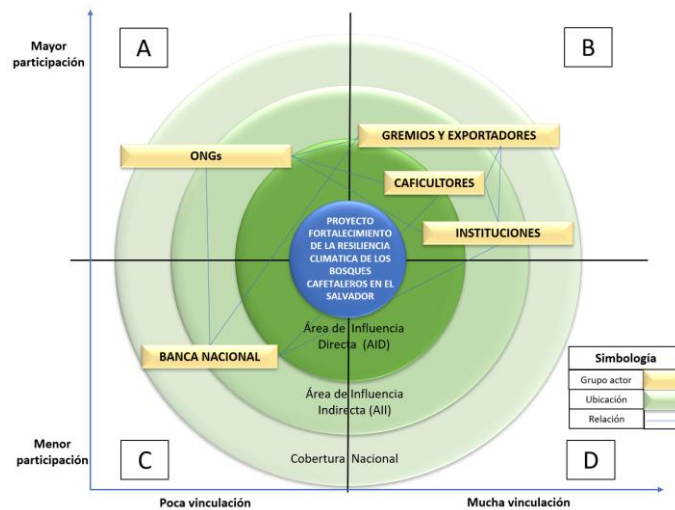 Mayor
participación
A
B
GREMIOS Y EXPORTADORES
ONGs
CAFICULTORES
INSTITUCIONES
PROYECTO
FORTALECIMIENTO
DE LA RESILIENCIA
CLIMATICA DE LOS
BOSQUES
CAFETALEROS EN EL
SALVADOR
Área de Influencia
Directa (AID)
BANCA NACIONAL
Área de Influencia
Indirecta (AII)
Simbología
Grupo actor
Ubicación
Relación
Menor
participación
C
Cobertura Nacional
D
Poca vinculación
Mucha vinculación